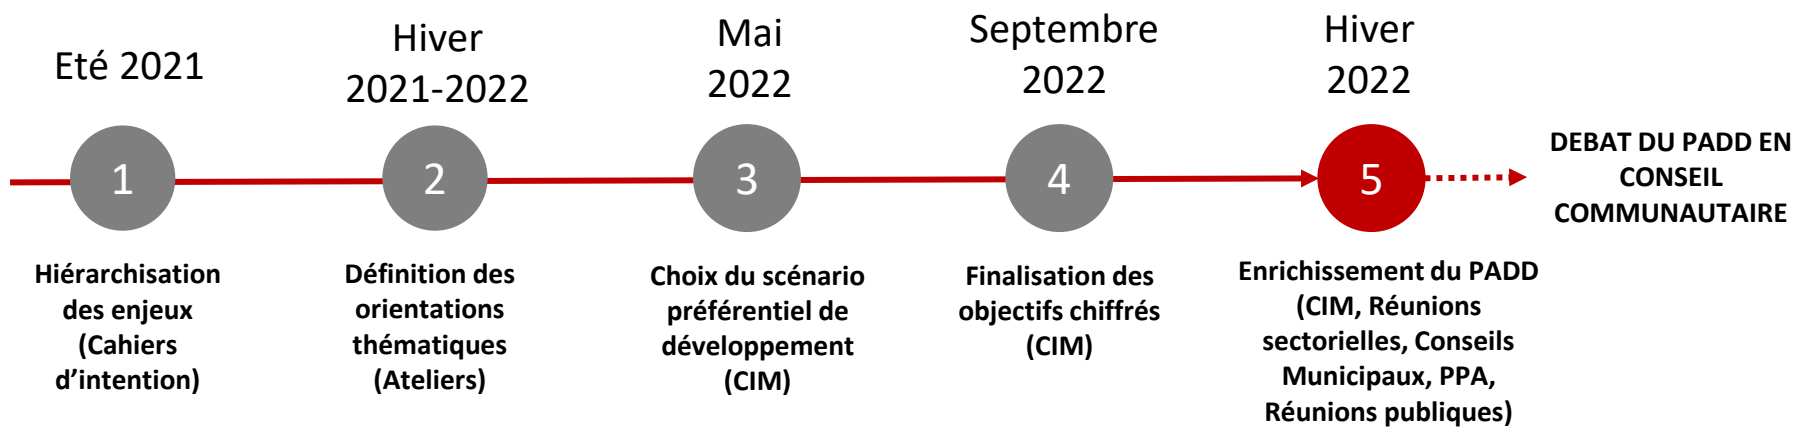 Eté 2021
Hiver
2021-2022
Mai
2022
Septembre
2022
Hiver
2022
1
2
3
4
5
DEBAT DU PADD EN
CONSEIL
COMMUNAUTAIRE
Hiérarchisation
des enjeux
(Cahiers
d’intention)
Définition des
orientations
thématiques
(Ateliers)
Choix du scénario
préférentiel de
développement
(CIM)
Finalisation des
objectifs chiffrés
(CIM)
Enrichissement du PADD
(CIM, Réunions
sectorielles, Conseils
Municipaux, PPA,
Réunions publiques)